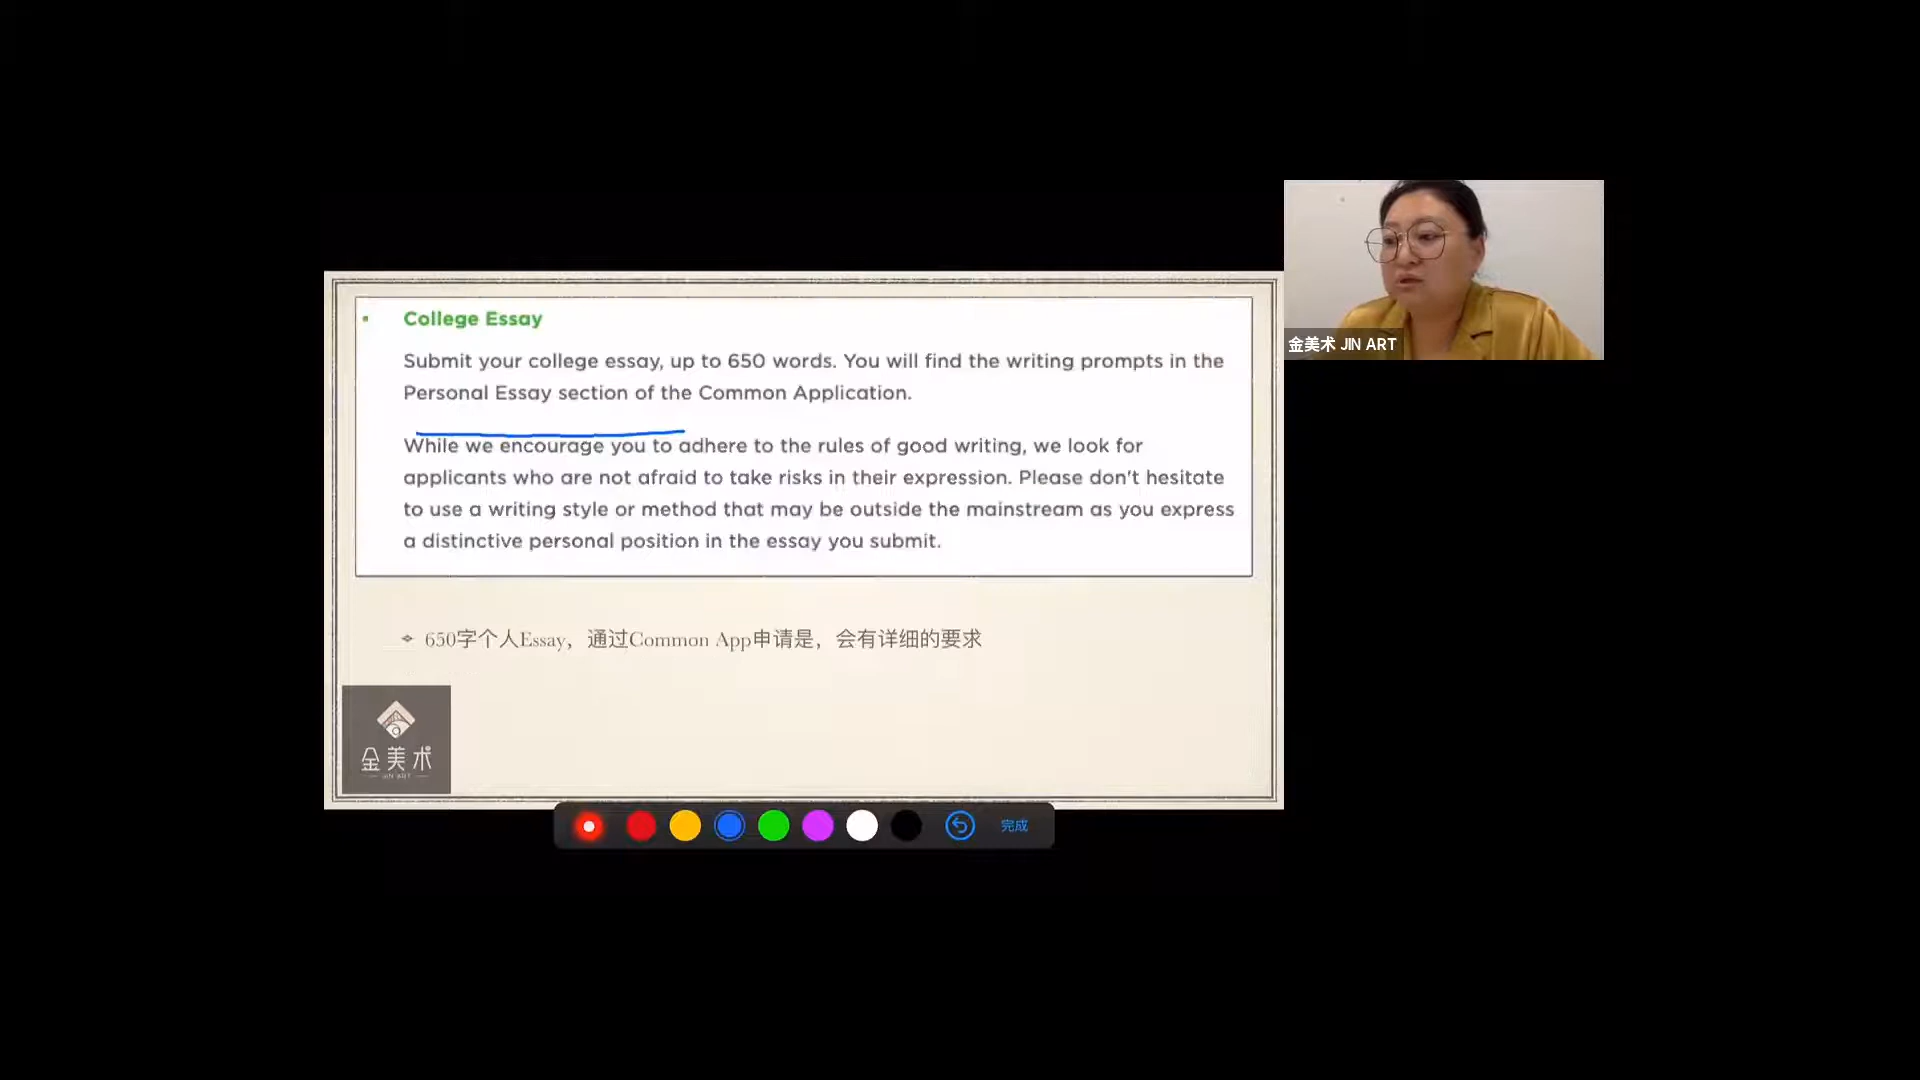 College Essay
Submit your college essay, up to 650 words. You will find the writing prompts in the
Personal Essay section of the Common Application.
While we encourage you to adhere to the rules of good writing, we look for
applicants who are not afraid to take risks in their expression. Please don't hesitate
to use a writing style or method that may be outside the mainstream as you express
a distinctive personal position in the essay you submit.
650字个人Essay，通过Common App申请是，会有详细的要求
金美术
JIN ART
完成
金美术 JIN ART